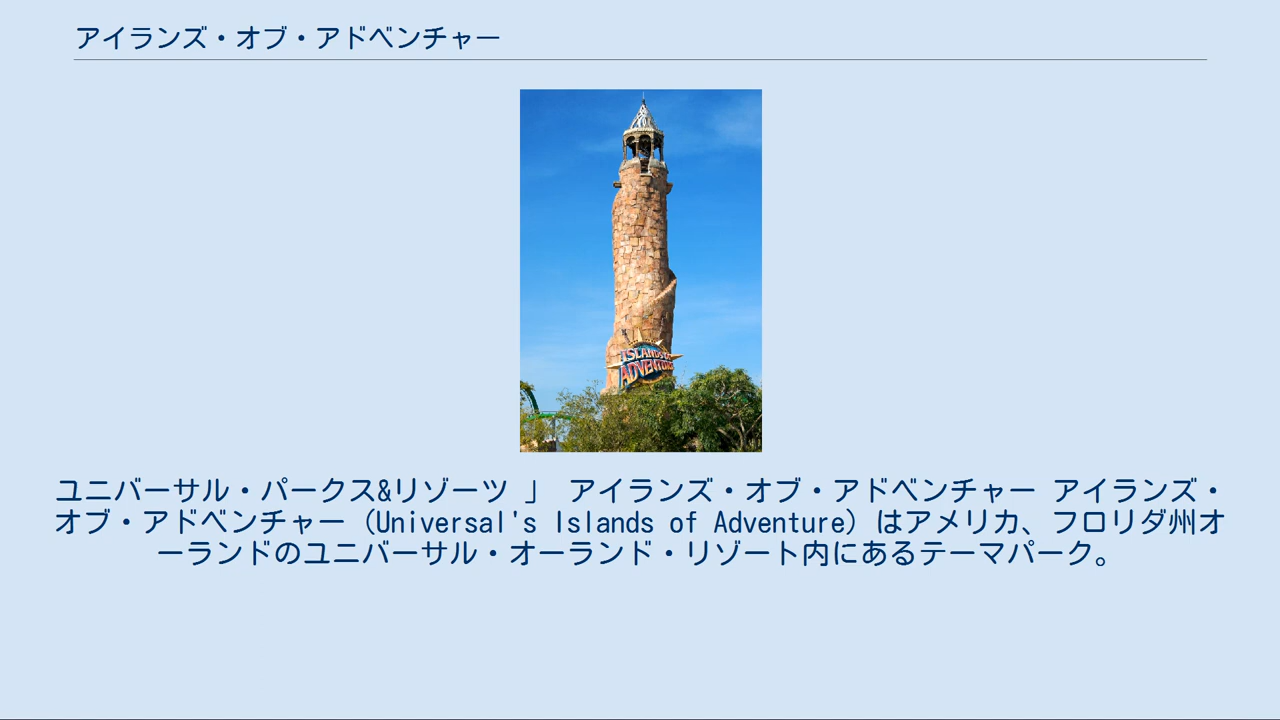 アイランズ・オブ・アドベンチャー
ISLANDS OF
ADVENTURE
ユニバーサル・パークス&リゾーツ 」 アイランズ・オブ・アドベンチャー アイランズ・
オブ・アドベンチャー (Universal's Islands of Adventure) はアメリカ、フロリダ州オ
ーランドのユニバーサル・オーランド・リゾート内にあるテーマパーク。